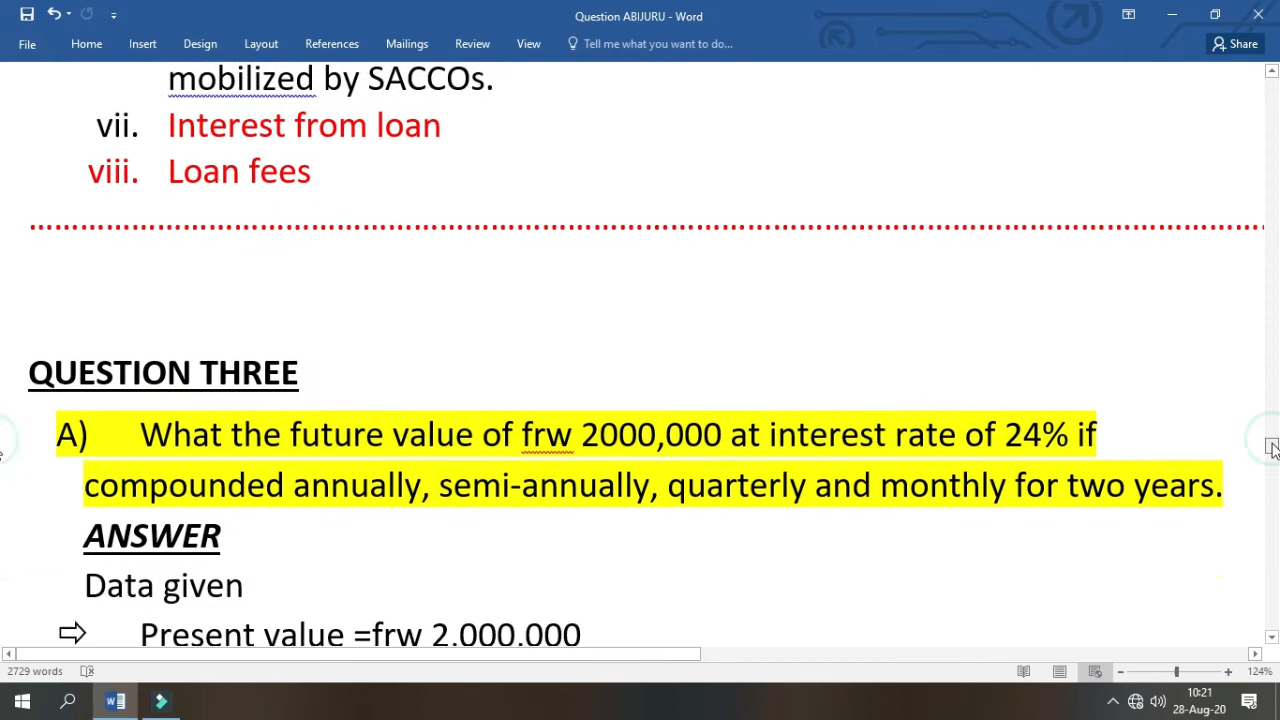 Question ABIJURU - Word
File Home Insert Design Layout References Mailings Review View Tell me what you want to do... Share
mobilized by SACCOs.
vii. Interest from loan
viii. Loan fees
QUESTION THREE
A) What the future value of frw 2000,000 at interest rate of 24% if
compounded annually, semi-annually, quarterly and monthly for two years.
ANSWER
Data given
⇨ Present value =frw 2.000.000
2729 words
124%
10:21
28-Aug-20